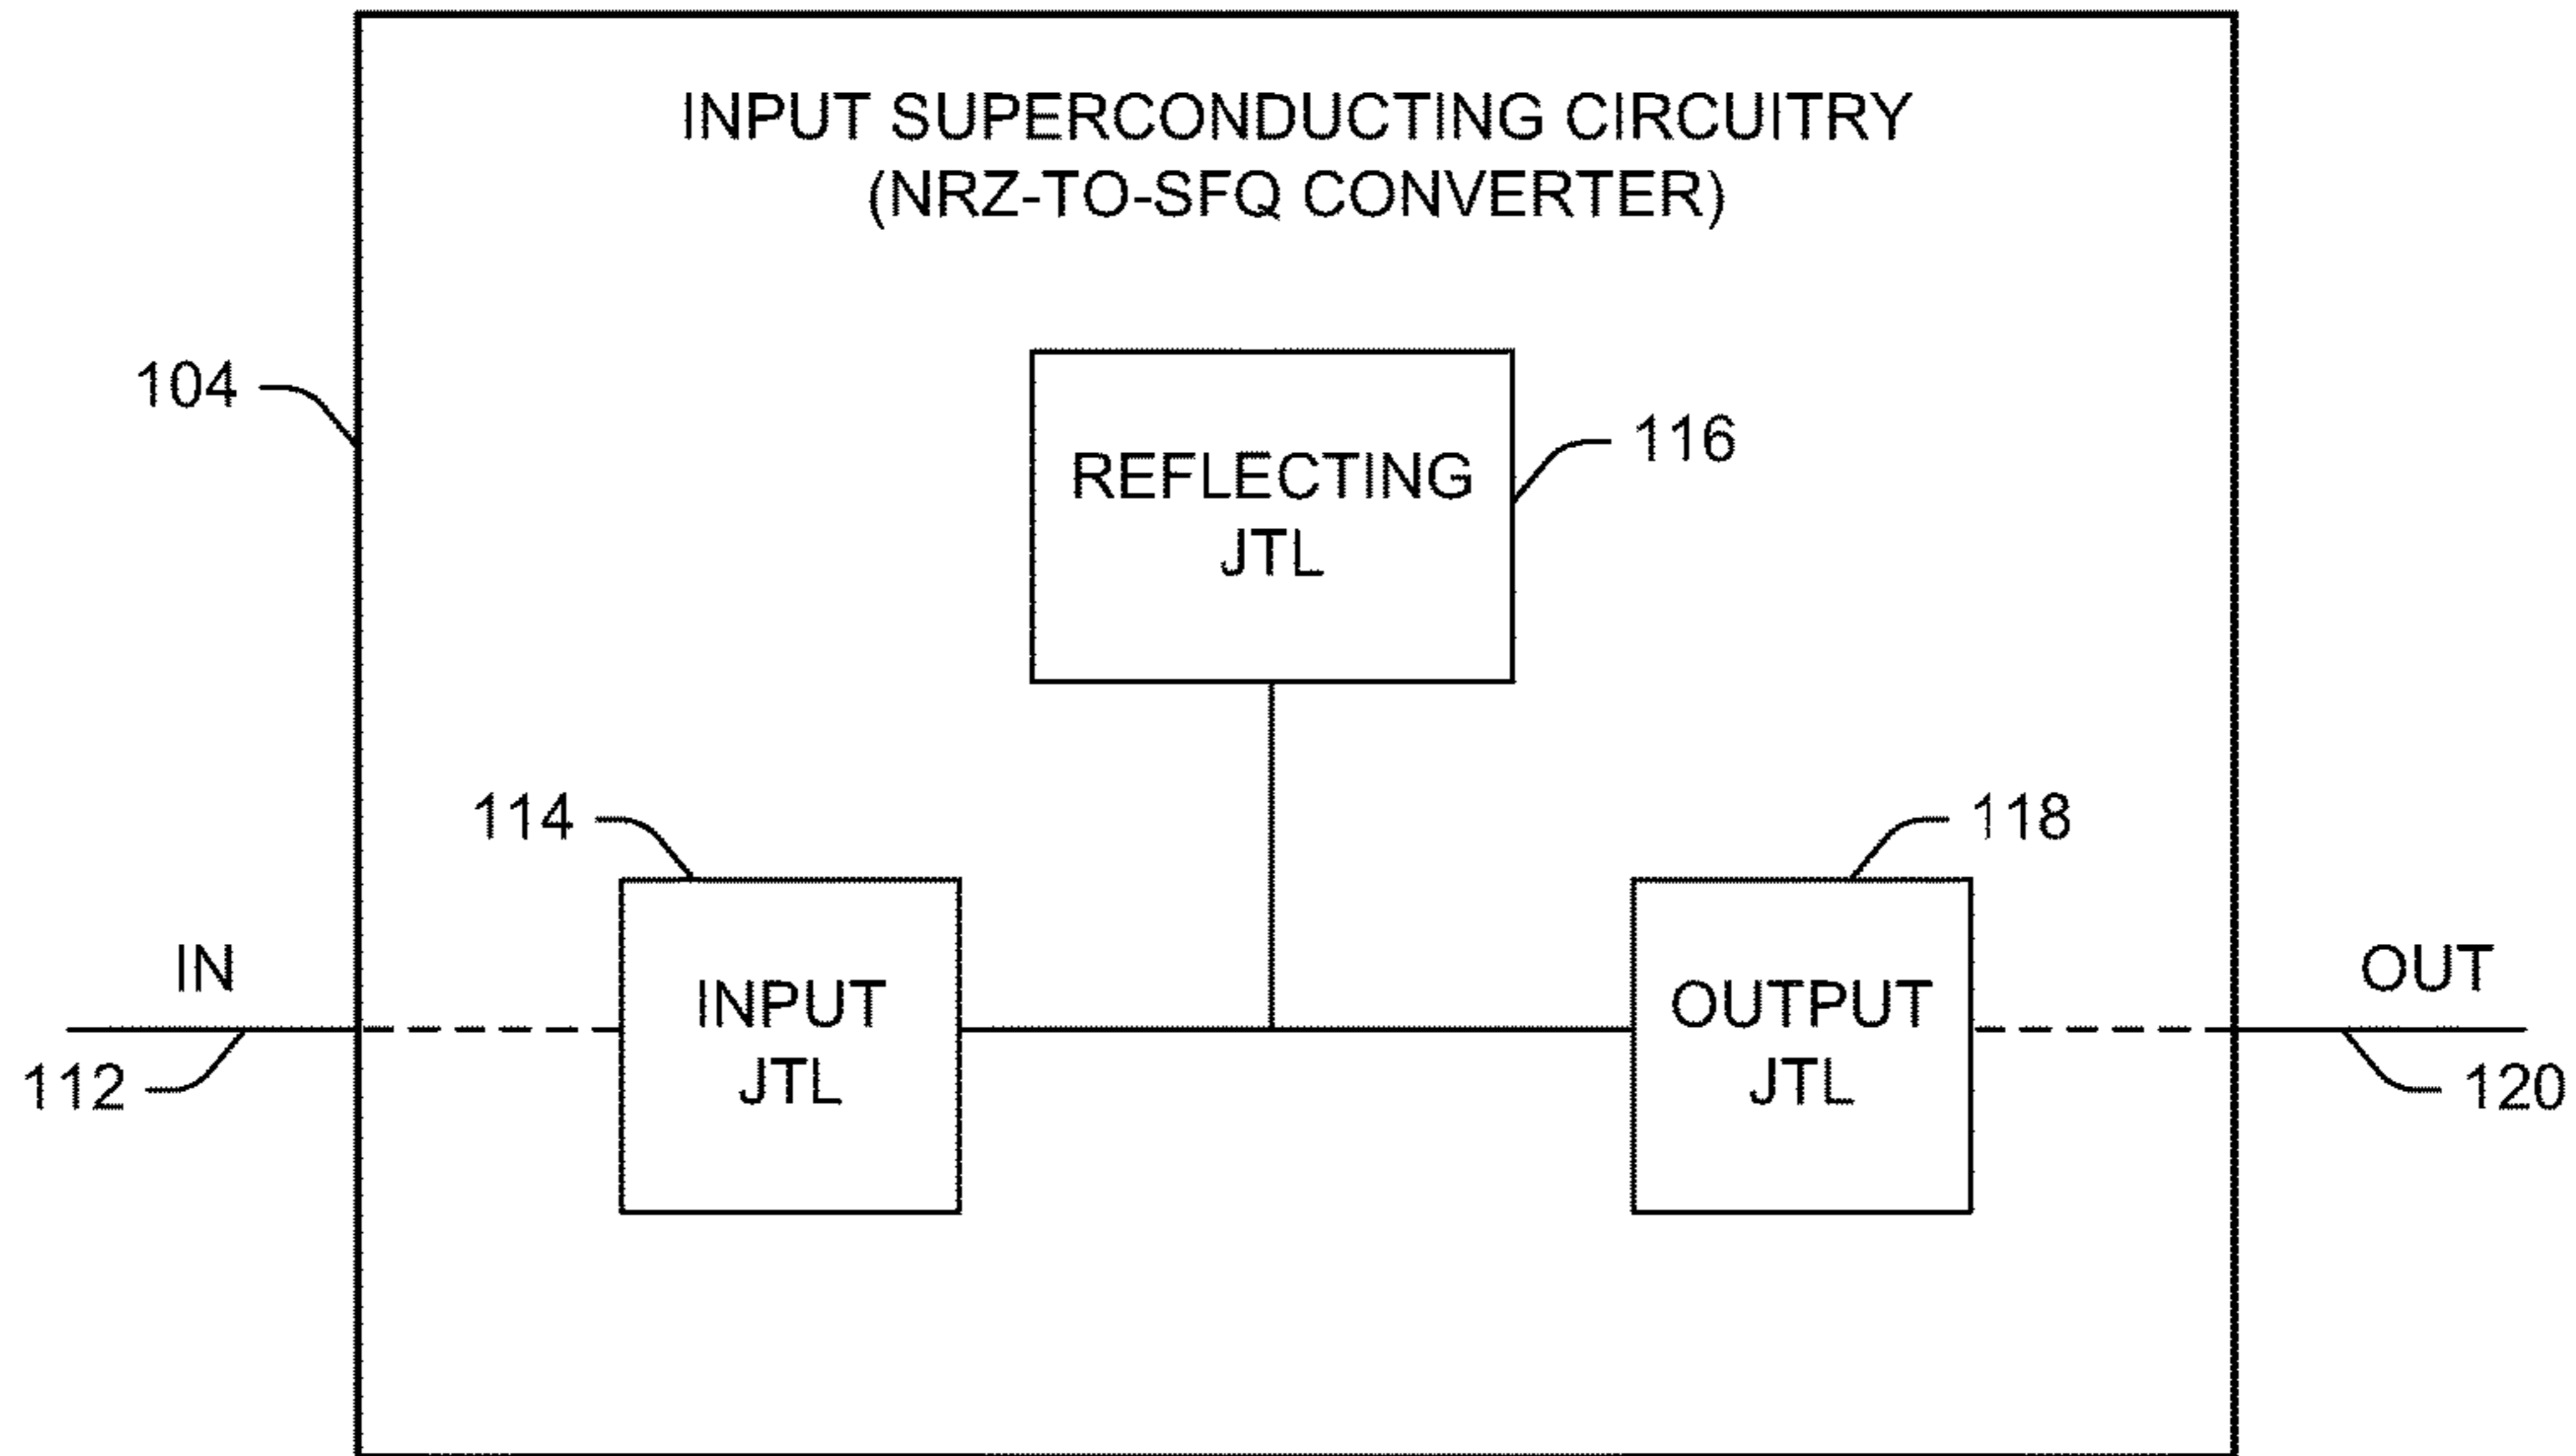 INPUT SUPERCONDUCTING CIRCUITRY
(NRZ-TO-SFQ CONVERTER)
104
REFLECTING
JTL
116
114
118
IN
INPUT
JTL
OUTPUT
JTL
OUT
112
120